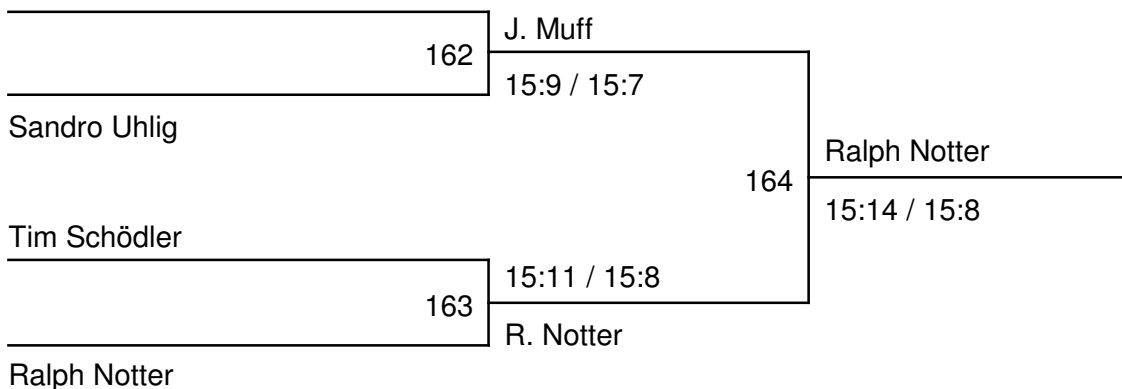 J. Muff
162
15:9 / 15:7
Sandro Uhlig
Ralph Notter
164
15:14 / 15:8
Tim Schödler
15:11 / 15:8
163
R. Notter
Ralph Notter